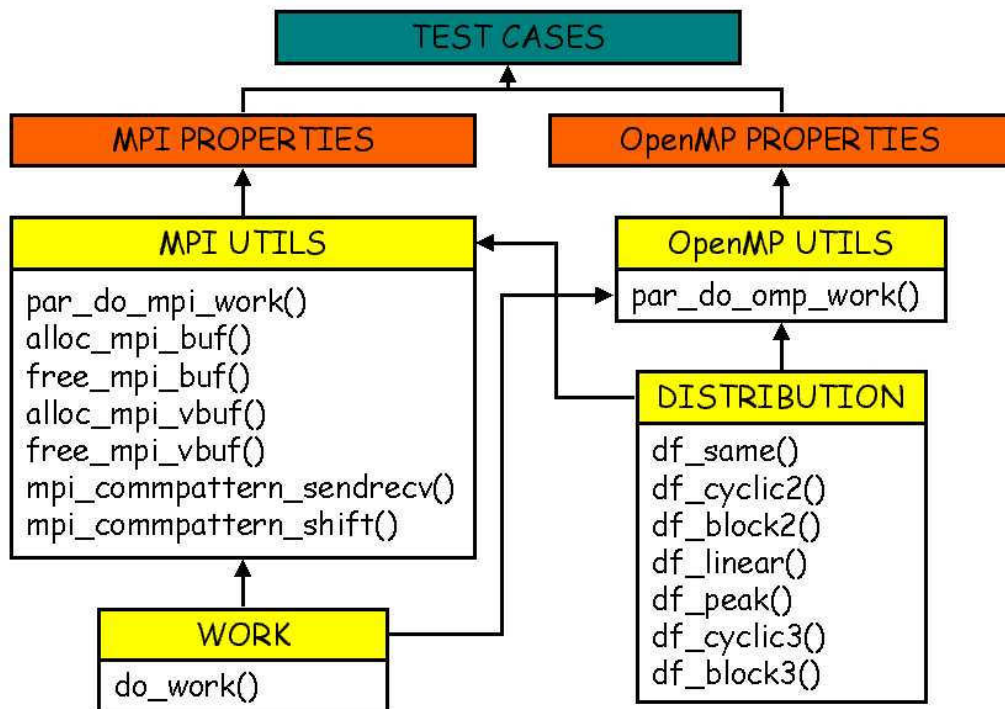 TEST CASES
MPI PROPERTIES
OpenMP PROPERTIES
MPI UTILS
par_do_mpi_work()
alloc_mpi_buf()
free_mpi_buf()
alloc_mpi_vbuf()
free_mpi_vbuf()
mpi_commpattern_sendrecv()
mpi_commpattern_shift()
OpenMP UTILS
par_do_omp_work()
DISTRIBUTION
df_same()
df_cyclic2()
df_block2()
df_linear()
df_peak()
df_cyclic3()
df_block3()
WORK
do_work()